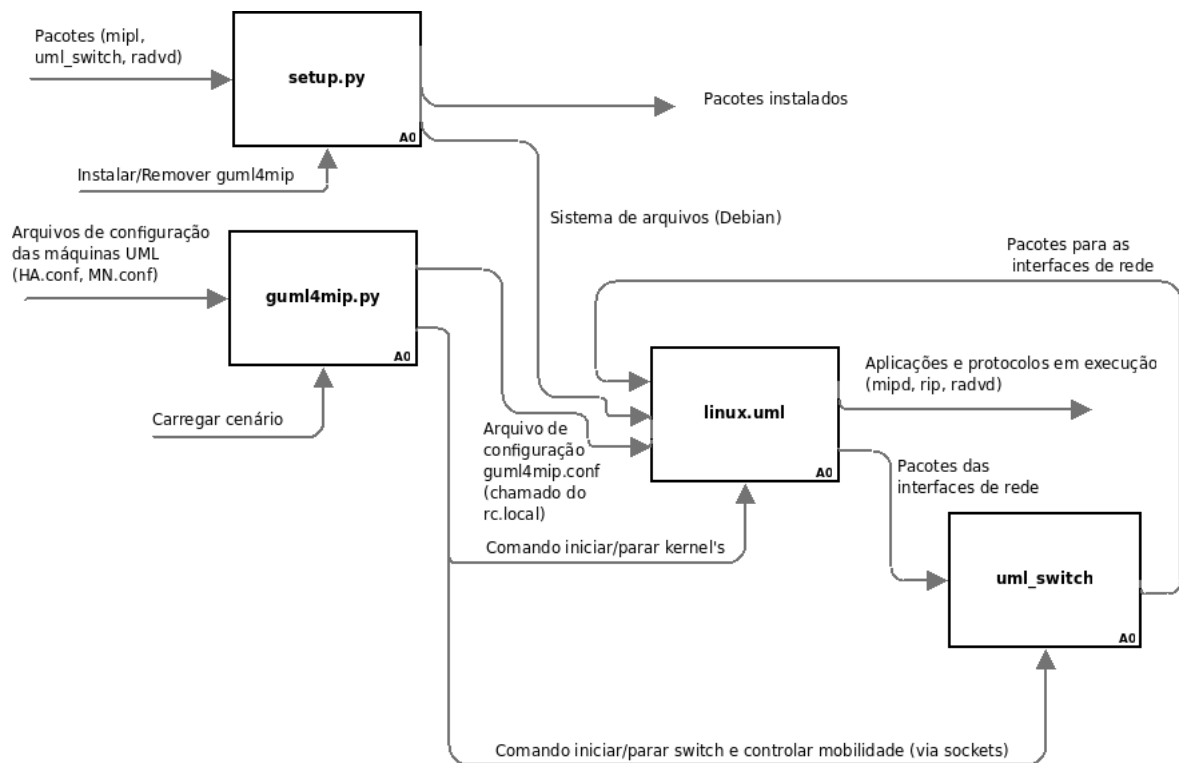 Pacotes (mipl,
uml_switch, radvd)
setup.py
A0
Pacotes instalados
Instalar/Remover guml4mip
Sistema de arquivos (Debian)
Arquivos de configuração
das máquinas UML
(HA.conf, MN.conf)
guml4mip.py
A0
Carregar cenário
Pacotes para as
interfaces de rede
Arquivo de
configuração
guml4mip.conf
(chamado do
rc.local)
linux.uml
A0
Aplicações e protocolos em execução
(mipd, rip, radvd)
Pacotes das
interfaces de rede
Comando iniciar/parar kernel's
uml_switch
A0
Comando iniciar/parar switch e controlar mobilidade (via sockets)